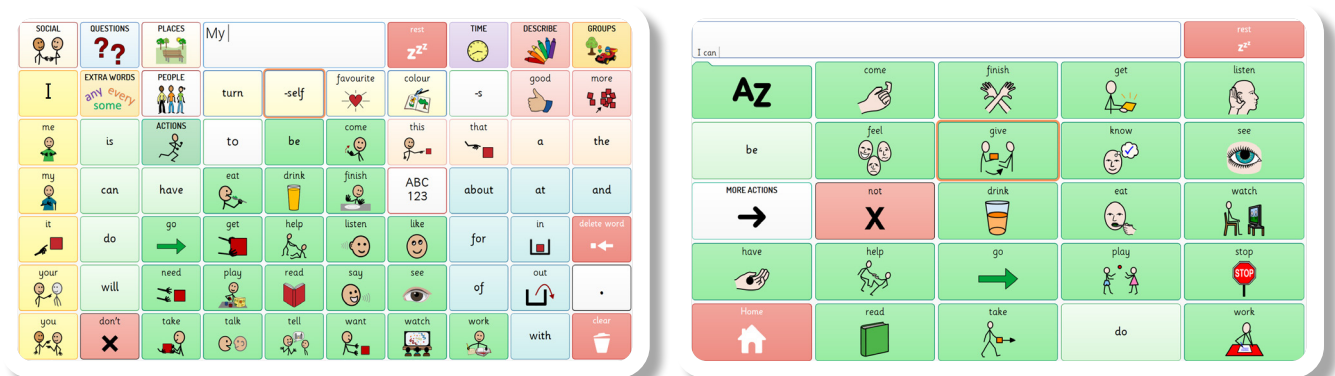 SOCIAL
QUESTIONS
PLACES
My
rest
zzz
TIME
DESCRIBE
GROUPS
??
I
EXTRA WORDS
any every
some
PEOPLE
turn
-self
favourite
colour
-s
good
more
me
is
ACTIONS
to
be
come
this
that
a
the
my
can
have
eat
drink
finish
ABC
123
about
at
and
it
do
go
get
help
listen
like
for
in
delete word
your
will
need
play
read
say
see
of
out
.
you
don't
take
talk
tell
want
watch
work
with
clear
I can
rest
zzz
AZ
come
finish
get
listen
be
feel
give
know
see
MORE ACTIONS
not
X
drink
eat
watch
have
help
go
play
stop
STOP
Home
read
take
do
work